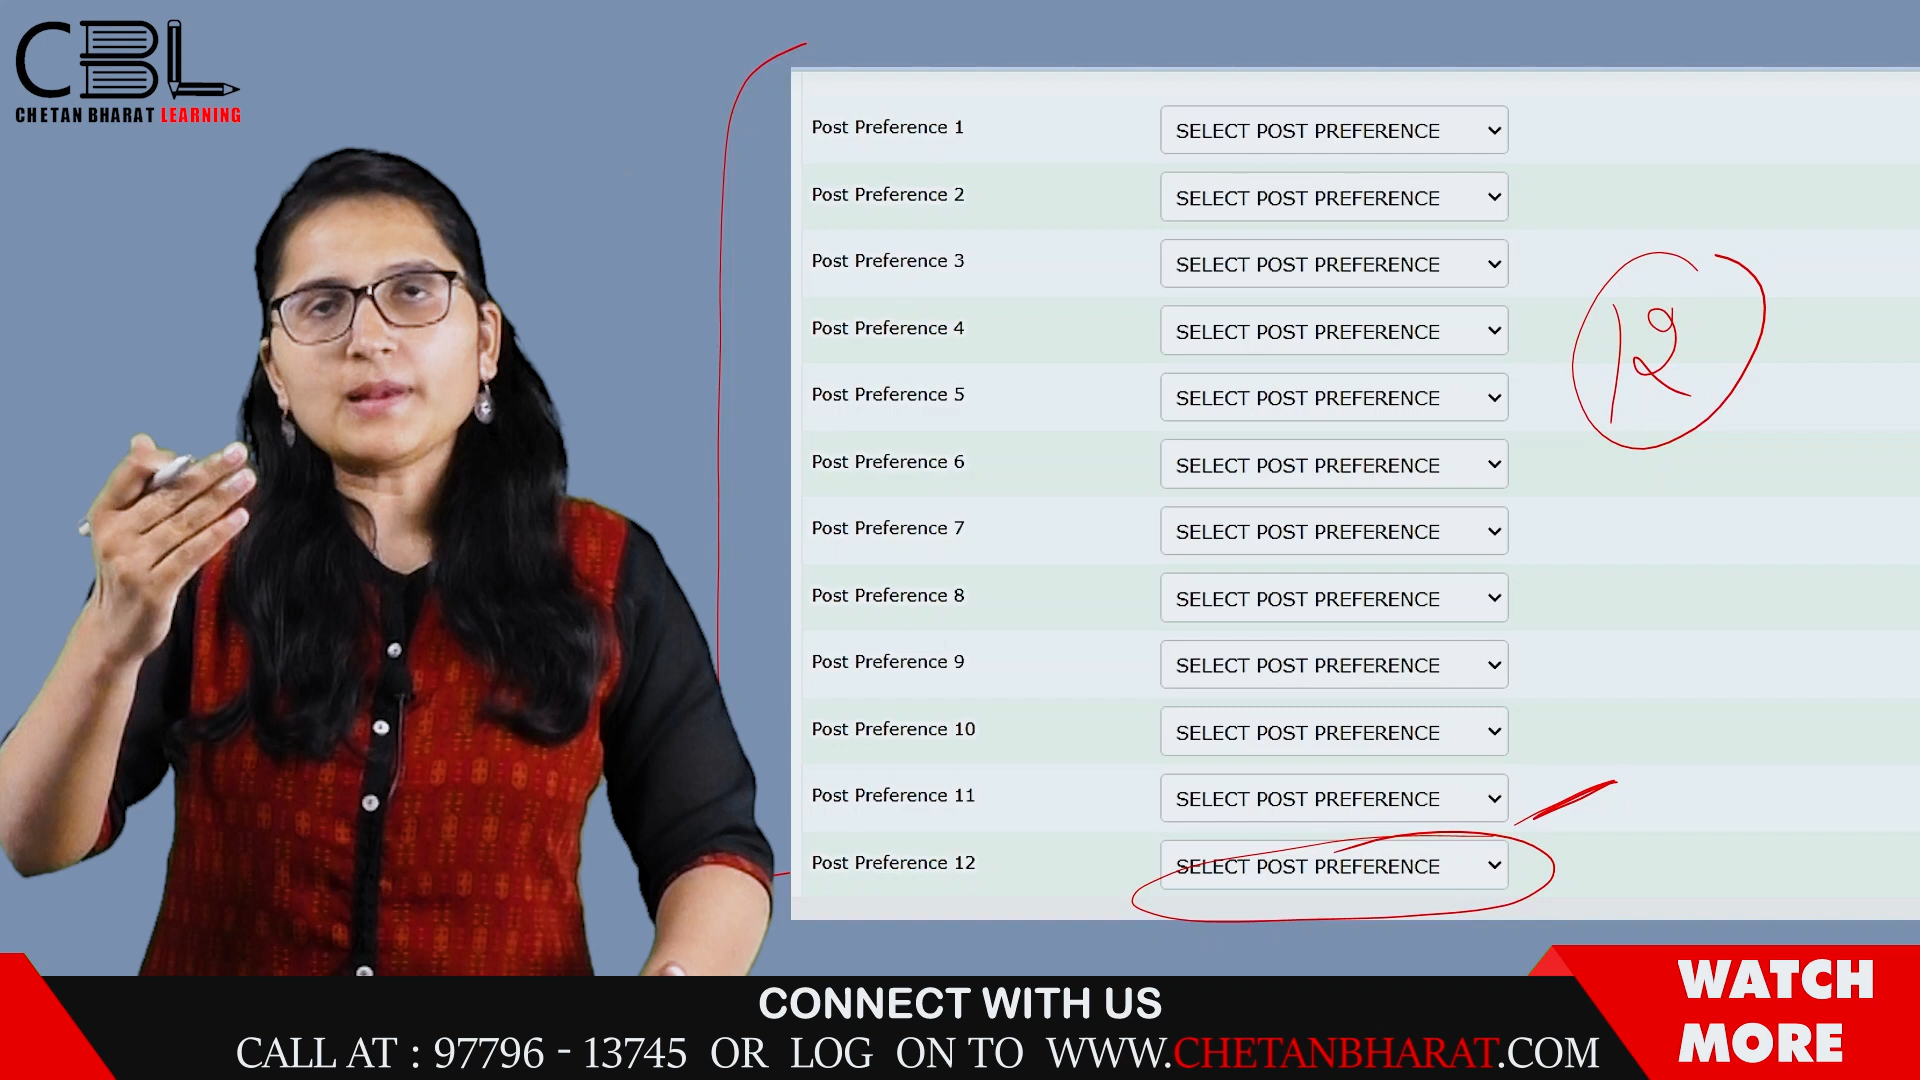 CBL
CHETAN BHARAT LEARNING
Post Preference 1 SELECT POST PREFERENCE
Post Preference 2 SELECT POST PREFERENCE
Post Preference 3 SELECT POST PREFERENCE
Post Preference 4 SELECT POST PREFERENCE
Post Preference 5 SELECT POST PREFERENCE
Post Preference 6 SELECT POST PREFERENCE
Post Preference 7 SELECT POST PREFERENCE
Post Preference 8 SELECT POST PREFERENCE
Post Preference 9 SELECT POST PREFERENCE
Post Preference 10 SELECT POST PREFERENCE
Post Preference 11 SELECT POST PREFERENCE
Post Preference 12 SELECT POST PREFERENCE
12
CONNECT WITH US
CALL AT : 97796 - 13745 OR LOG ON TO WWW.CHETANBHARAT.COM
WATCH
MORE